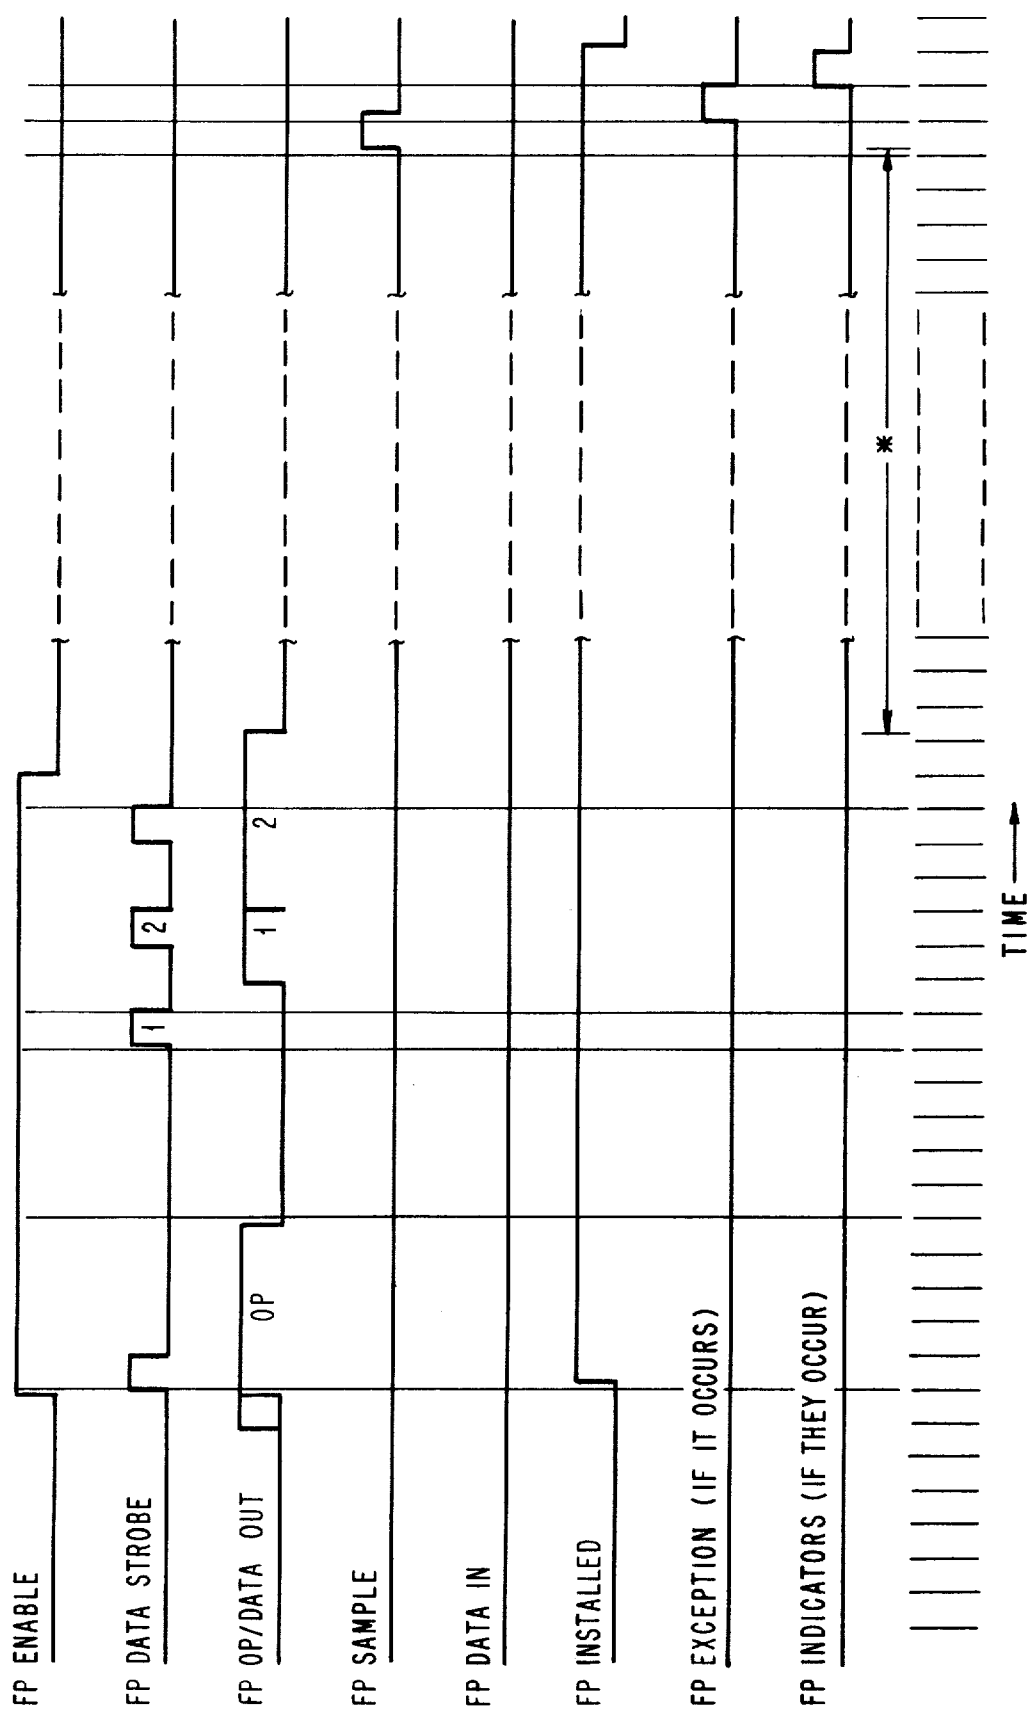 FP ENABLE
FP DATA STROBE
1
2
FP OP/DATA OUT
OP
1
2
FP SAMPLE
FP DATA IN
FP INSTALLED
FP EXCEPTION (IF IT OCCURS)
FP INDICATORS (IF THEY OCCUR)
*
TIME